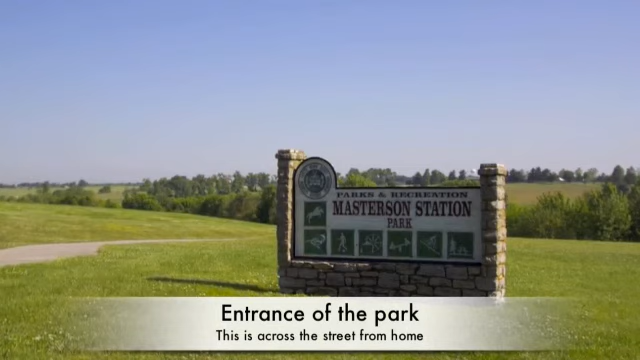 PARKS & RECREATION
MASTERSON STATION
PARK
Entrance of the park
This is across the street from home